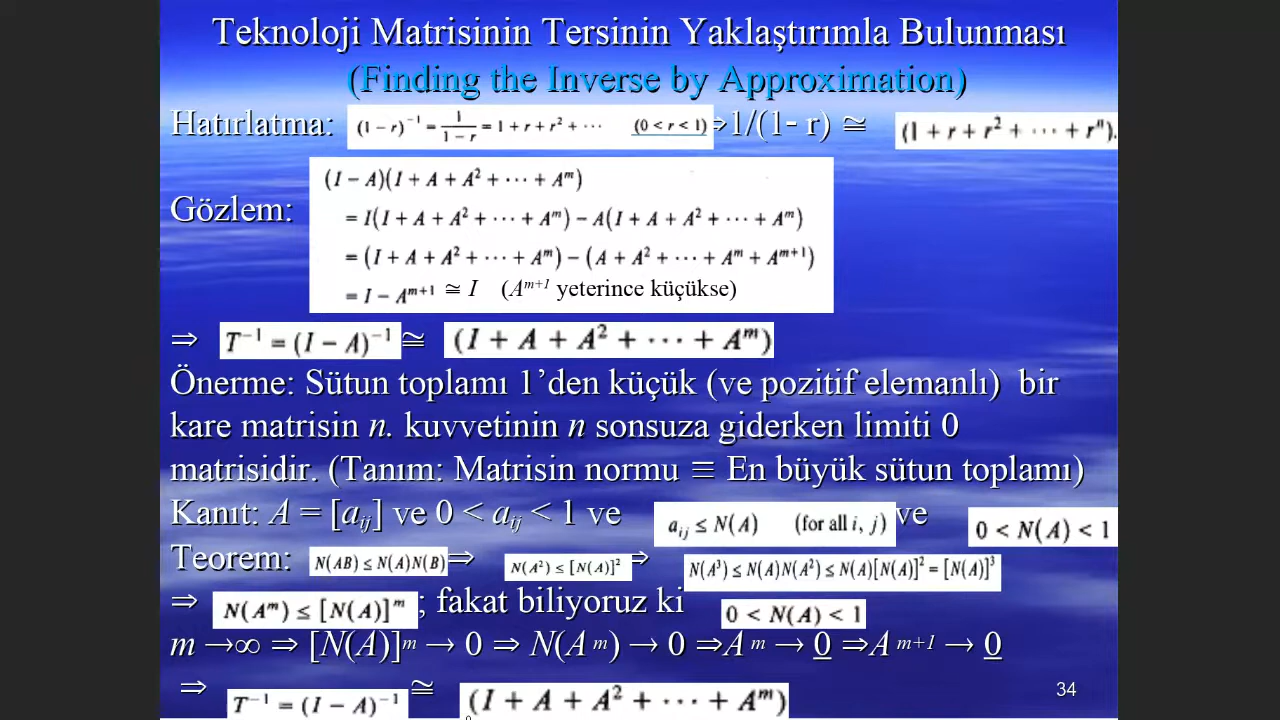 Teknoloji Matrisinin Tersinin Yaklaştırımla Bulunması
(Finding the Inverse by Approximation)
Hatırlatma: (1 − r)⁻¹ = 1/(1 − r) = 1 + r + r² + ⋯ (0 < r < 1) ⇒1/(1- r) ≅ (1 + r + r² + ⋯ + rⁿ).
(I − A)(I + A + A² + ⋯ + Aᵐ)
Gözlem: = I(I + A + A² + ⋯ + Aᵐ) − A(I + A + A² + ⋯ + Aᵐ)
= (I + A + A² + ⋯ + Aᵐ) − (A + A² + ⋯ + Aᵐ + Aᵐ⁺¹)
= I − Aᵐ⁺¹ ≅ I (Aᵐ⁺¹ yeterince küçükse)
⇒ T⁻¹ = (I − A)⁻¹ ≅ (I + A + A² + ⋯ + Aᵐ)
Önerme: Sütun toplamı 1’den küçük (ve pozitif elemanlı) bir
kare matrisin n. kuvvetinin n sonsuza giderken limiti 0
matrisidir. (Tanım: Matrisin normu ≡ En büyük sütun toplamı)
Kanıt: A = [aᵢⱼ] ve 0 < aᵢⱼ < 1 ve aᵢⱼ ≤ N(A) (for all i, j) ve 0 < N(A) < 1
Teorem: N(AB) ≤ N(A)N(B) ⇒ N(A²) ≤ [N(A)]² ⇒ N(A³) ≤ N(A)N(A²) ≤ N(A)[N(A)]² = [N(A)]³
⇒ N(Aᵐ) ≤ [N(A)]ᵐ ; fakat biliyoruz ki 0 < N(A) < 1
m →∞ ⇒ [N(A)]ᵐ → 0 ⇒ N(Aᵐ) → 0 ⇒Aᵐ → 0 ⇒Aᵐ⁺¹ → 0
⇒ T⁻¹ = (I − A)⁻¹ ≅ (I + A + A² + ⋯ + Aᵐ)
34